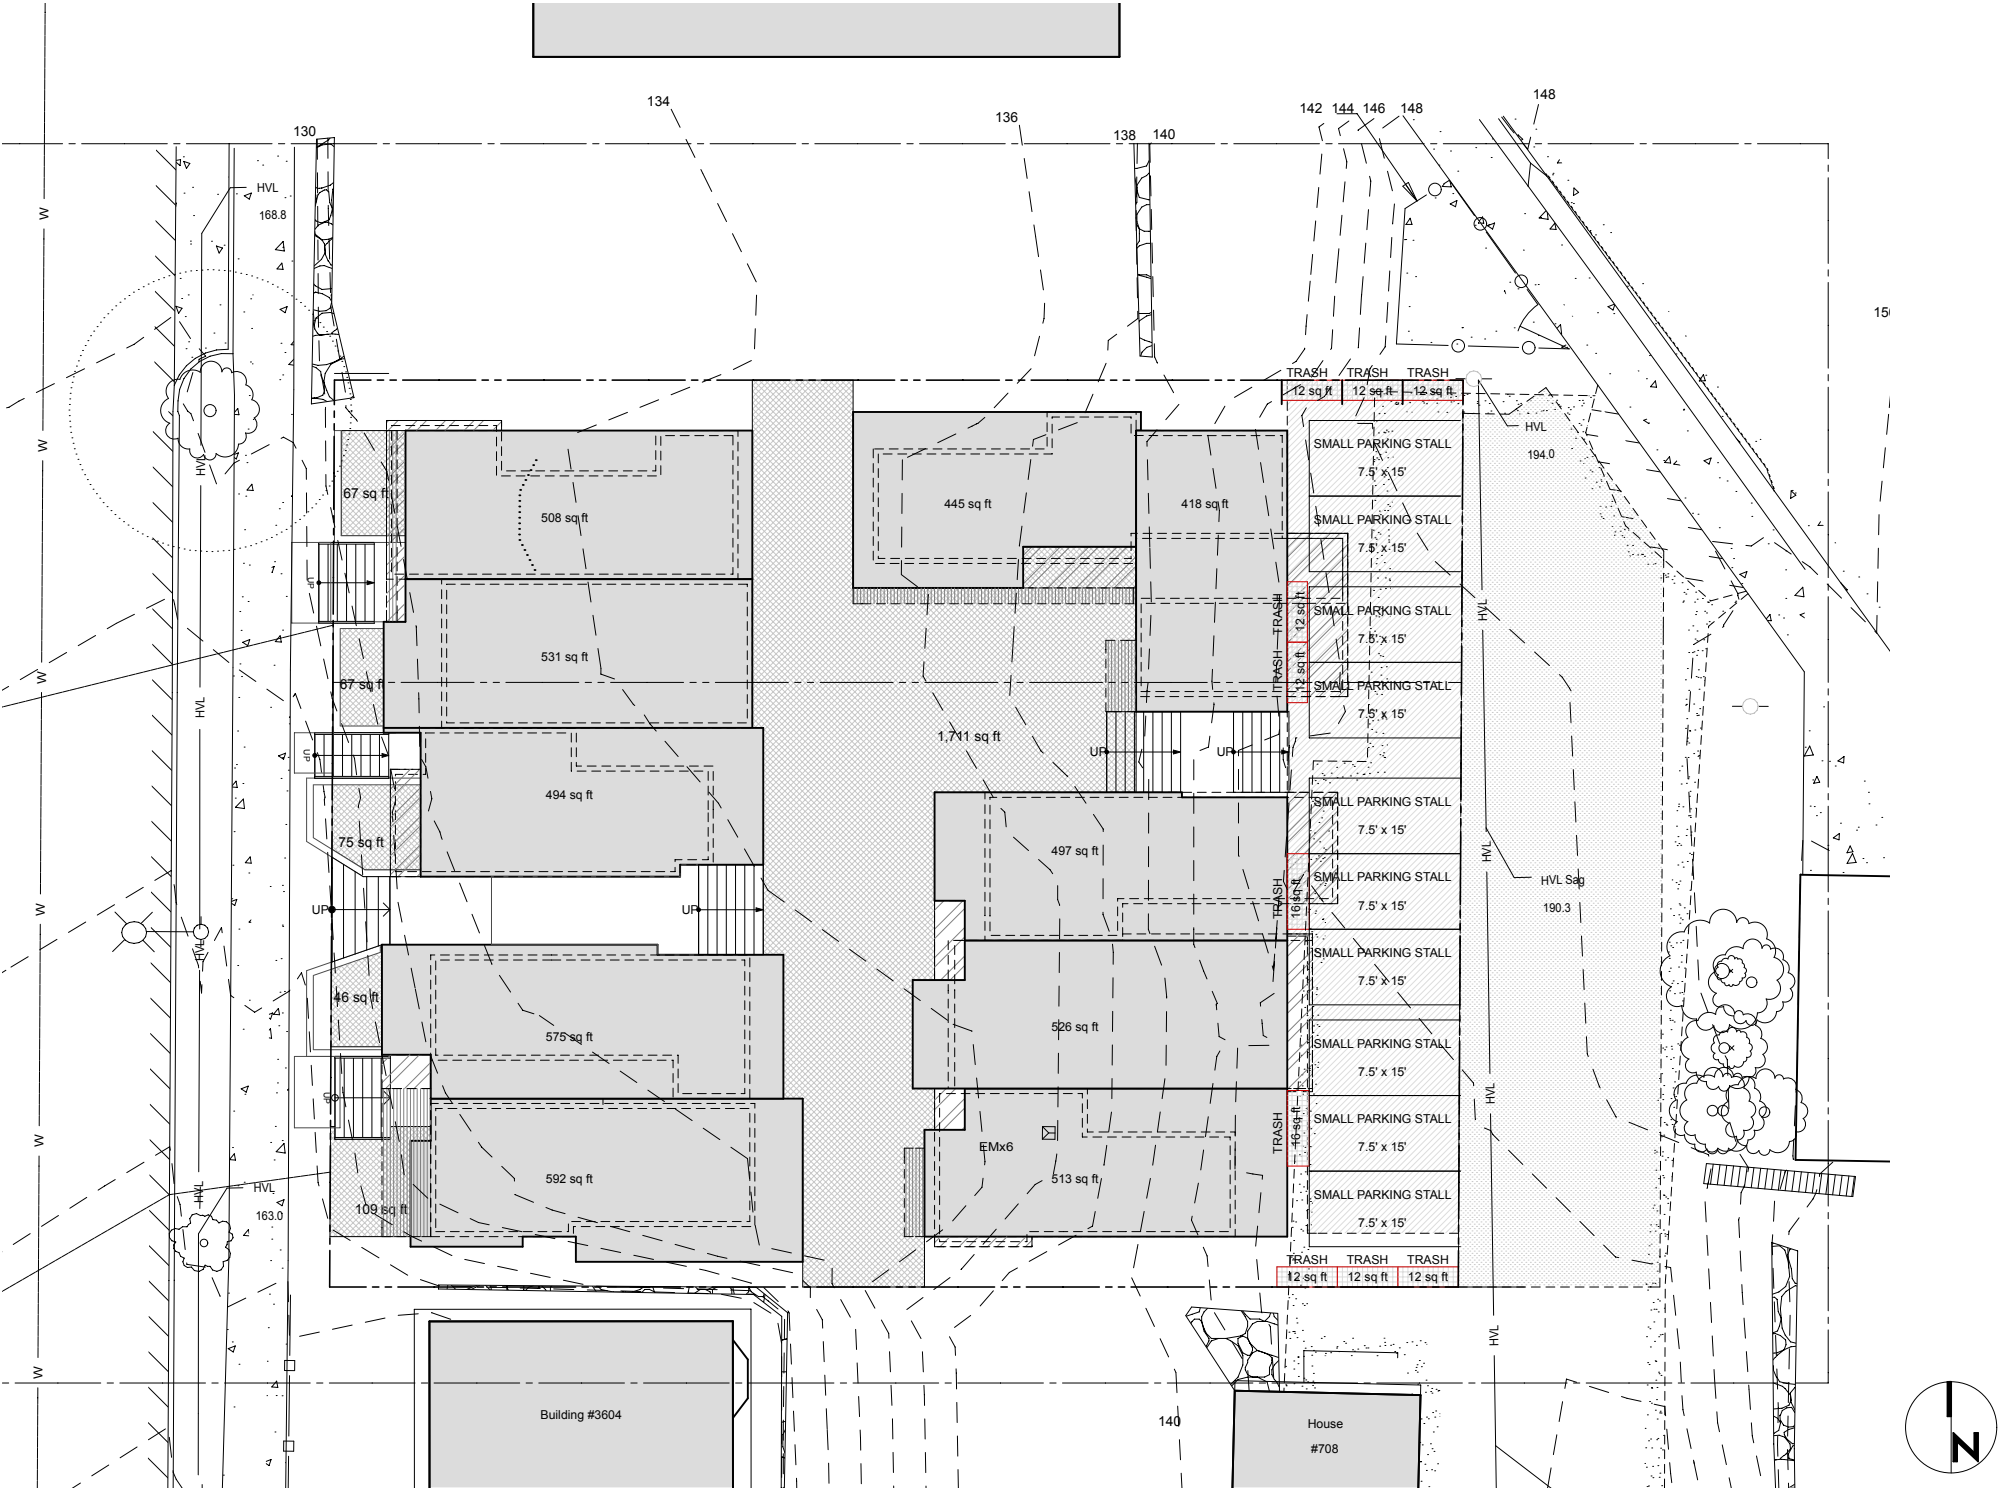 134
136
138
140
142
144
146
148
148
130
15
W
HVL
168.8
TRASH
TRASH
TRASH
12 sq ft
12 sq ft
12 sq ft
W
HVL
HVL
194.0
SMALL PARKING STALL
7.5' x 15'
67 sq ft
508 sq ft
445 sq ft
418 sq ft
SMALL PARKING STALL
7.5' x 15'
UP
TRASH
12 sq ft
SMALL PARKING STALL
7.5' x 15'
HVL
W
67 sq ft
531 sq ft
TRASH
12 sq ft
SMALL PARKING STALL
7.5' x 15'
HVL
UP
1,711 sq ft
UP
UP
494 sq ft
SMALL PARKING STALL
7.5' x 15'
75 sq ft
497 sq ft
HVL
HVL Sag
190.3
W
UP
UP
TRASH
16 sq ft
SMALL PARKING STALL
7.5' x 15'
HVL
SMALL PARKING STALL
7.5' x 15'
46 sq ft
575 sq ft
526 sq ft
SMALL PARKING STALL
7.5' x 15'
UP
HVL
W
EMx6
TRASH
16 sq ft
SMALL PARKING STALL
7.5' x 15'
HVL
HVL
163.0
109 sq ft
592 sq ft
513 sq ft
SMALL PARKING STALL
7.5' x 15'
TRASH
TRASH
TRASH
12 sq ft
12 sq ft
12 sq ft
HVL
W
Building #3604
140
House
#708
N